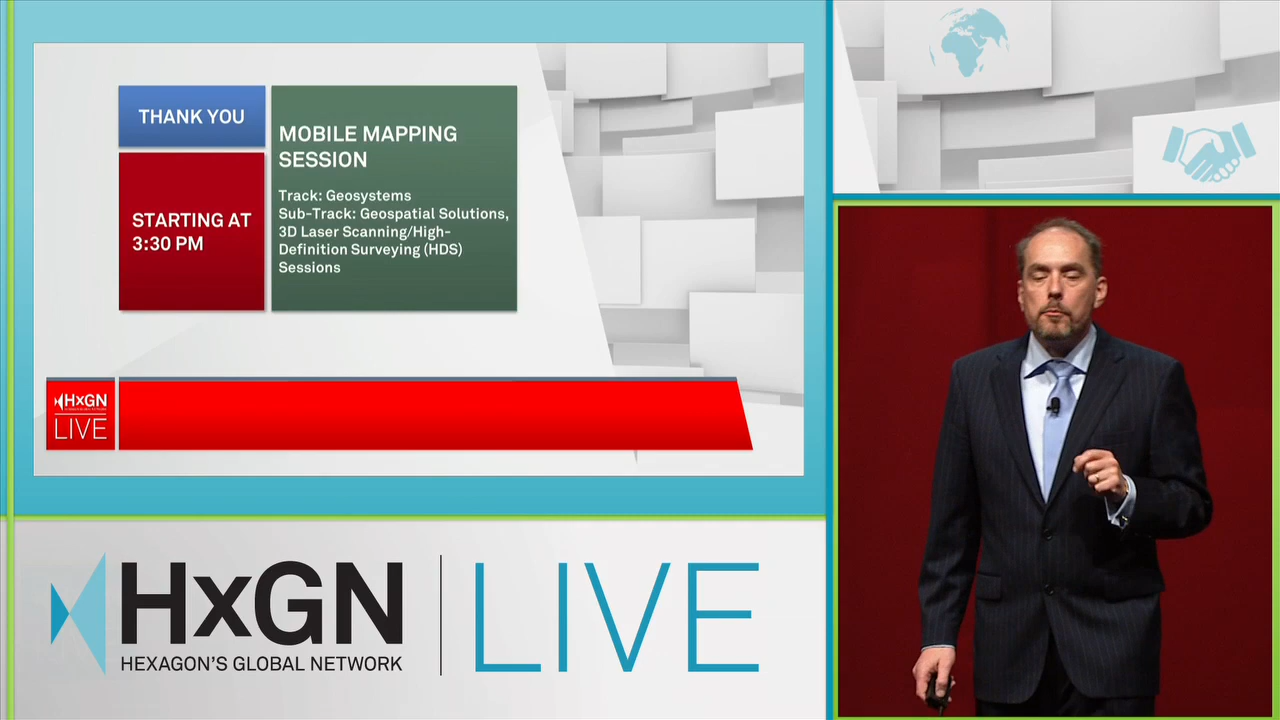 THANK YOU
STARTING AT
3:30 PM
MOBILE MAPPING
SESSION
Track: Geosystems
Sub-Track: Geospatial Solutions,
3D Laser Scanning/High-
Definition Surveying (HDS)
Sessions
HxGN
LIVE
HxGN
HEXAGON'S GLOBAL NETWORK
LIVE